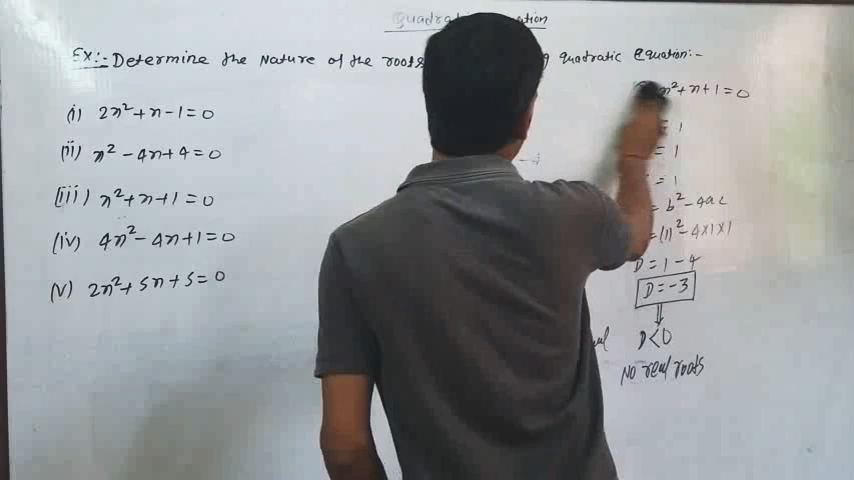 Ex:- Determine the Nature of the roots quadratic Equation:-
(i) 2x²+x-1=0
(ii) x²-4x+4=0
(iii) x²+x+1=0
(iv) 4x²-4x+1=0
(v) 2x²+5x+5=0
x²+x+1=0
= 1
= 1
= 1
= b²-4ac
= (1)²-4×1×1
D = 1-4
D = -3
D<0
No real roots